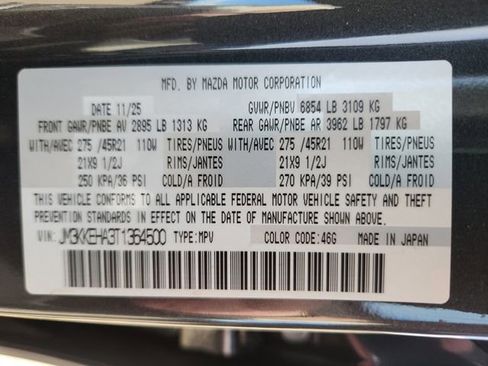 MFD. BY MAZDA MOTOR CORPORATION
DATE 11/25 GVWR/PNBV 6854 LB 3109 KG
FRONT GAWR/PNBE AV 2895 LB 1313 KG REAR GAWR/PNBE AR 3962 LB 1797 KG
WITH/AVEC 275 /45R21 110W TIRES/PNEUS WITH/AVEC 275 /45R21 110W TIRES/PNEUS
21X9 1/2J RIMS/JANTES 21X9 1/2J RIMS/JANTES
250 KPA/36 PSI COLD/A FROID 270 KPA/39 PSI COLD/A FROID
THIS VEHICLE CONFORMS TO ALL APPLICABLE FEDERAL MOTOR VEHICLE SAFETY AND THEFT
PREVENTION STANDARDS IN EFFECT ON THE DATE OF MANUFACTURE SHOWN ABOVE.
VIN: JM3KKEHA3T1364500 TYPE: MPV COLOR CODE: 46G MADE IN JAPAN